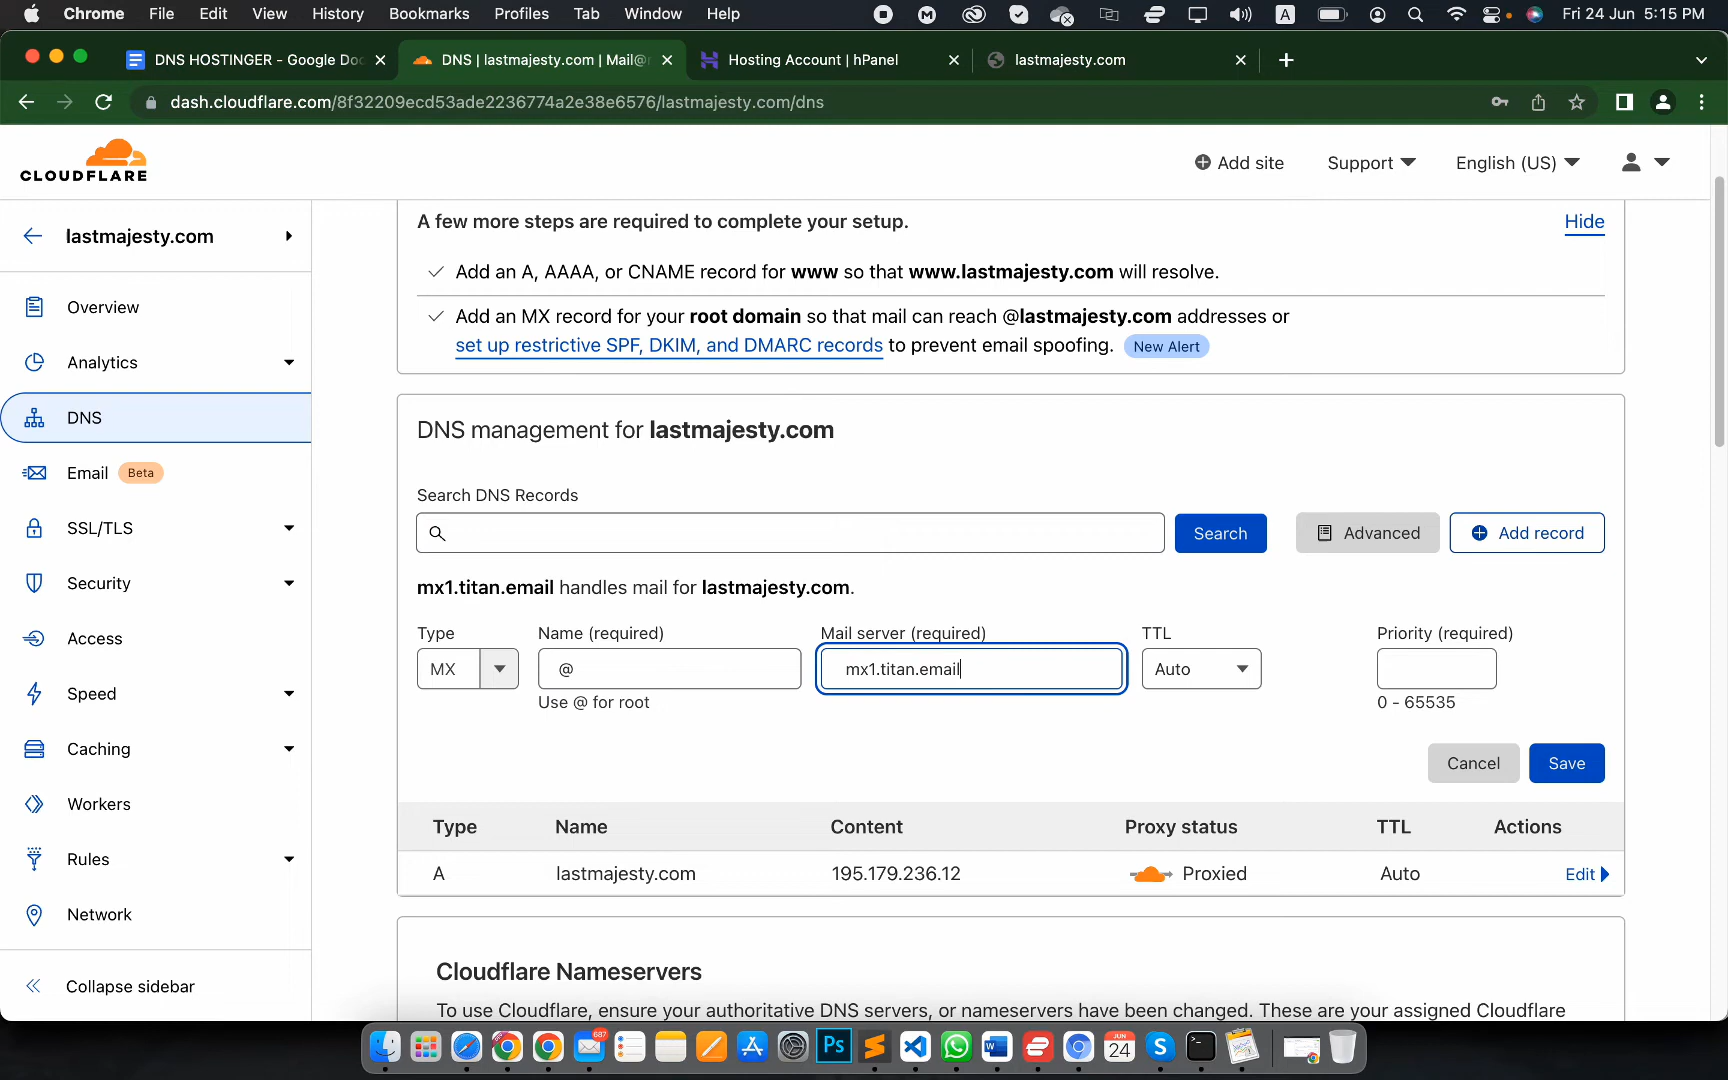 Chrome File Edit View History Bookmarks Profiles Tab Window Help A Fri 24 Jun 5:15 PM
DNS HOSTINGER - Google Doc DNS | lastmajesty.com | Mail@r Hosting Account | hPanel lastmajesty.com
dash.cloudflare.com/8f32209ecd53ade2236774a2e38e6576/lastmajesty.com/dns
CLOUDFLARE
Add site Support English (US)
lastmajesty.com
Overview
Analytics
DNS
Email Beta
SSL/TLS
Security
Access
Speed
Caching
Workers
Rules
Network
Collapse sidebar
A few more steps are required to complete your setup. Hide
Add an A, AAAA, or CNAME record for www so that www.lastmajesty.com will resolve.
Add an MX record for your root domain so that mail can reach @lastmajesty.com addresses or
set up restrictive SPF, DKIM, and DMARC records to prevent email spoofing. New Alert
DNS management for lastmajesty.com
Search DNS Records
Search Advanced Add record
mx1.titan.email handles mail for lastmajesty.com.
Type Name (required) Mail server (required) TTL Priority (required)
MX @ mx1.titan.email Auto
Use @ for root 0 - 65535
Cancel Save
Type Name Content Proxy status TTL Actions
A lastmajesty.com 195.179.236.12 Proxied Auto Edit
Cloudflare Nameservers
To use Cloudflare, ensure your authoritative DNS servers, or nameservers have been changed. These are your assigned Cloudflare
687
Ps
JUN
24